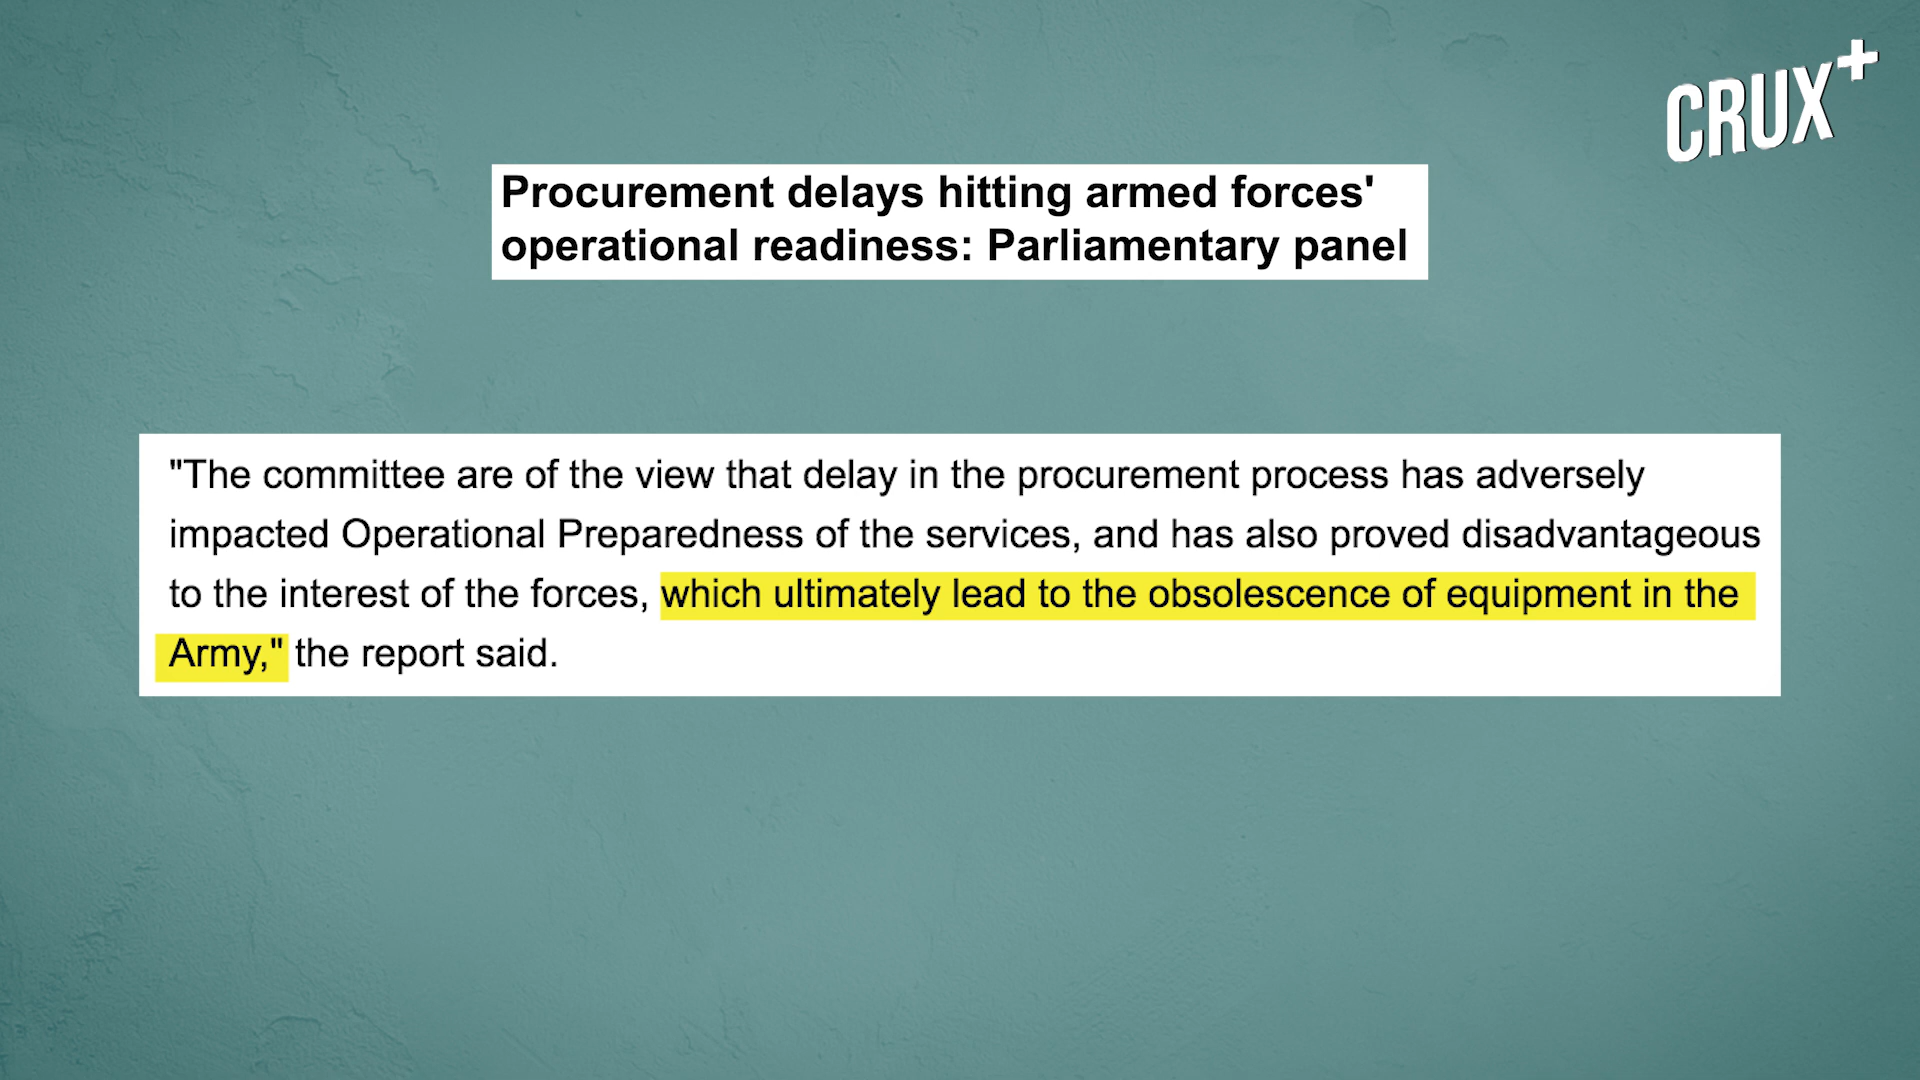 CRUX+
Procurement delays hitting armed forces'
operational readiness: Parliamentary panel
"The committee are of the view that delay in the procurement process has adversely
impacted Operational Preparedness of the services, and has also proved disadvantageous
to the interest of the forces, which ultimately lead to the obsolescence of equipment in the
Army," the report said.